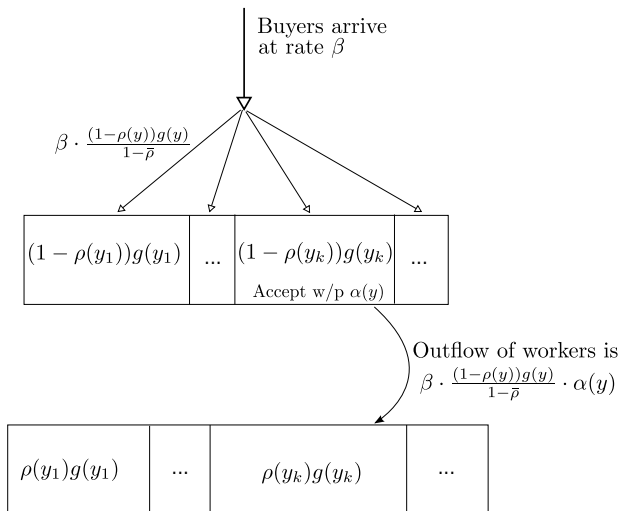 Buyers arrive
at rate β
β · (1−ρ(y))g(y) / 1−ρ̅
(1 − ρ(y₁))g(y₁) ... (1 − ρ(yₖ))g(yₖ) ...
Accept w/p α(y)
Outflow of workers is
β · (1−ρ(y))g(y) / 1−ρ̅ · α(y)
ρ(y₁)g(y₁) ... ρ(yₖ)g(yₖ) ...